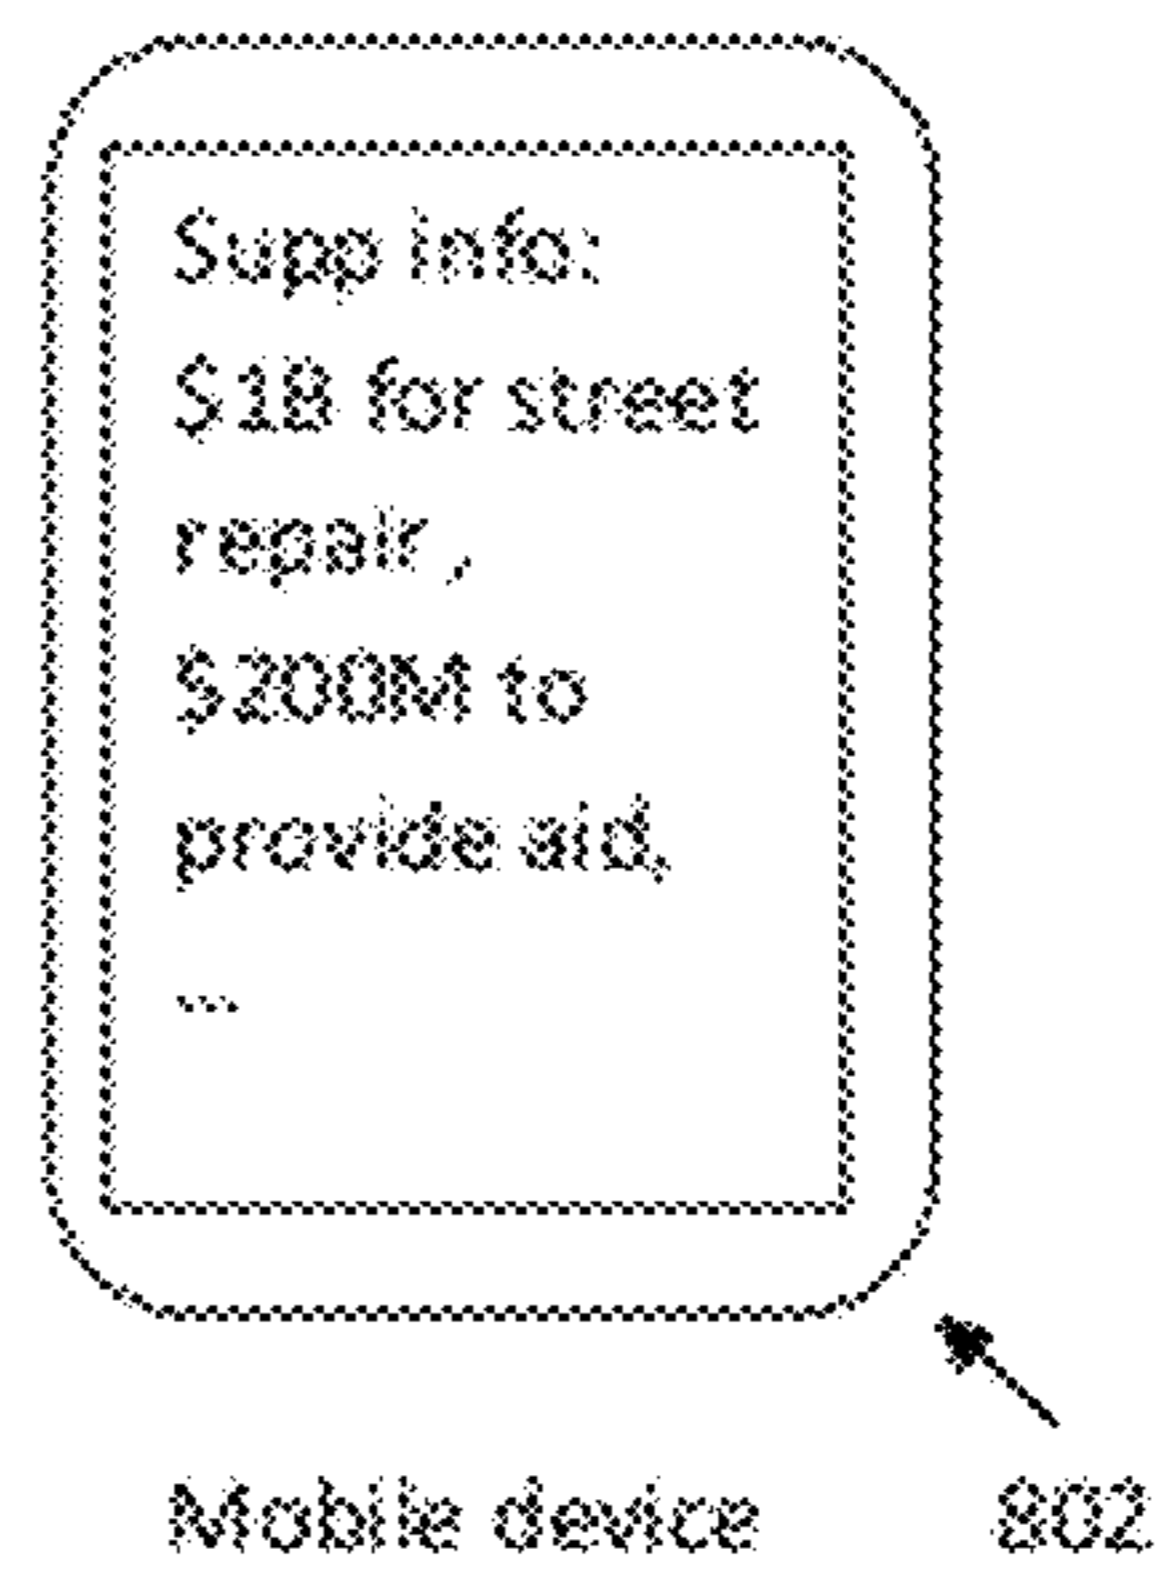 Supp info:
$1B for street
repair,
$200M to
provide aid,
...
Mobile device
802